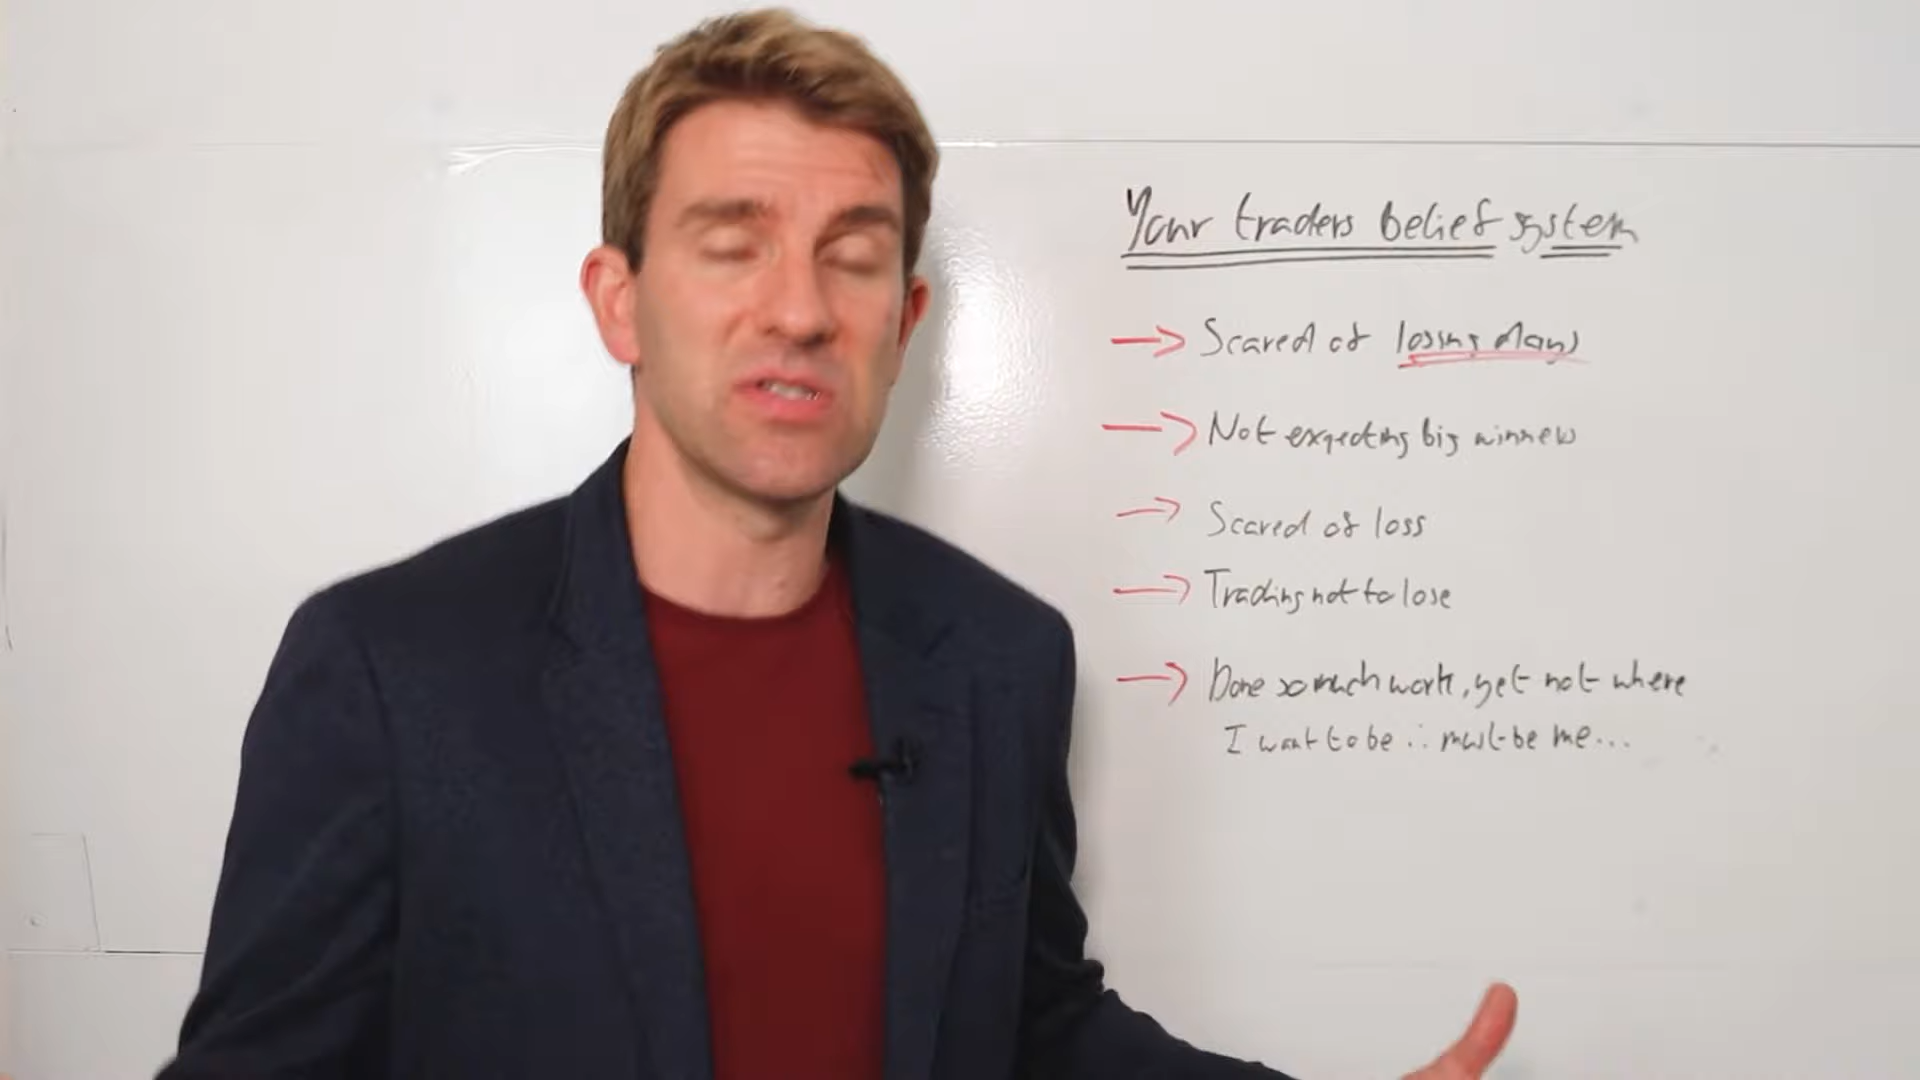 Your traders belief system
→ Scared of losing days
→ Not expecting big winners
→ Scared of loss
→ Trading not to lose
→ Done so much work, yet not where
I want to be ∴ must be me...